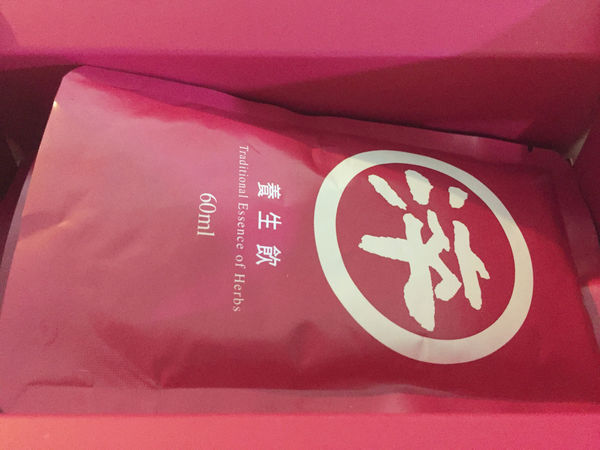 養生飲
Traditional Essence of Herbs
60ml